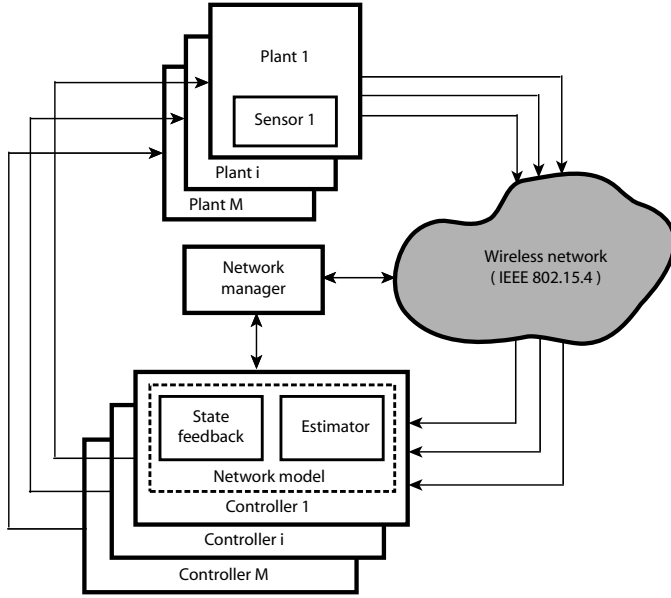 Plant 1
Sensor 1
Plant i
Plant M
Wireless network
( IEEE 802.15.4 )
Network
manager
State
feedback
Estimator
Network model
Controller 1
Controller i
Controller M